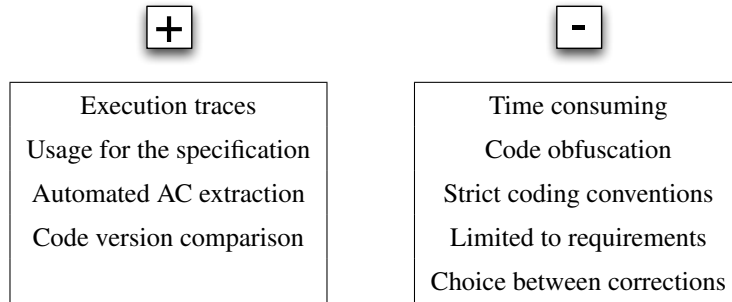 +
Execution traces
Usage for the specification
Automated AC extraction
Code version comparison
-
Time consuming
Code obfuscation
Strict coding conventions
Limited to requirements
Choice between corrections